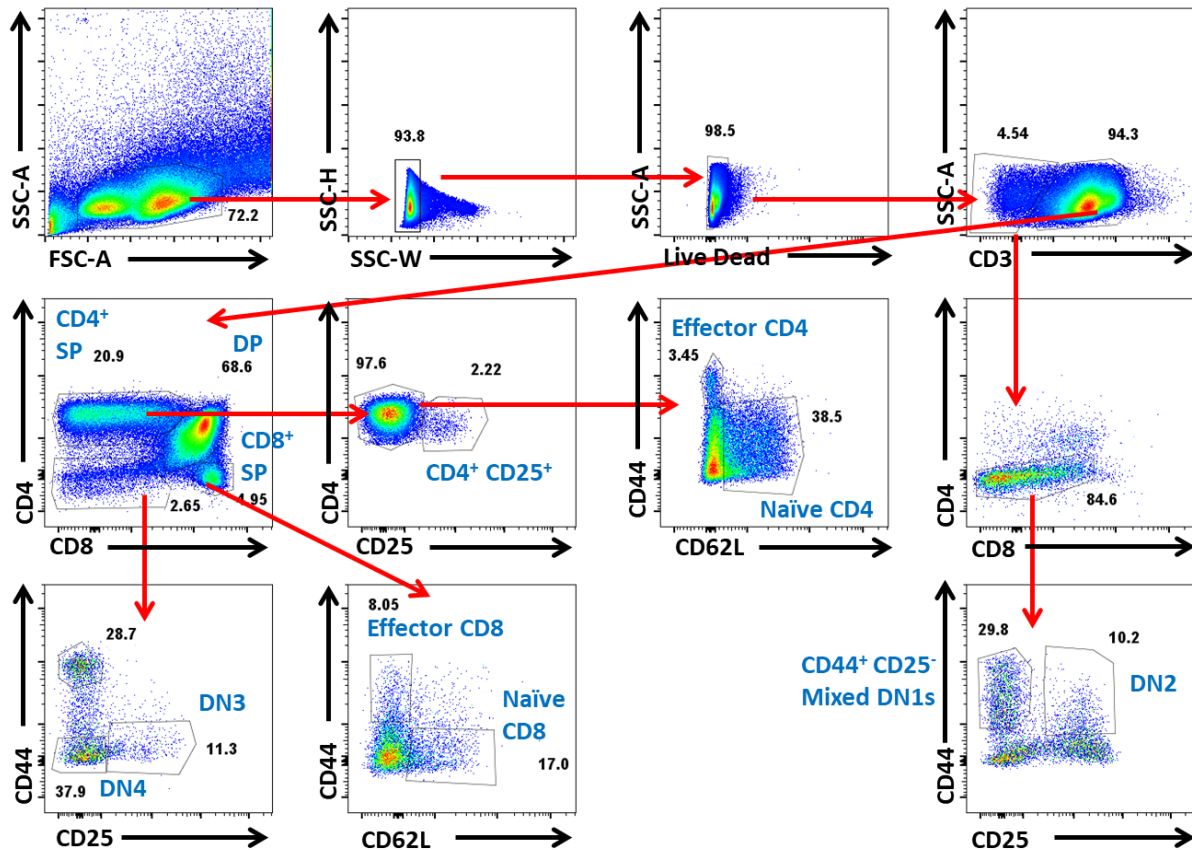 93.8
98.5
4.54 94.3
72.2
SSC-A
SSC-H
SSC-A
SSC-A
FSC-A
SSC-W
Live Dead
CD3
CD4⁺
SP 20.9
DP
68.6
CD8⁺
SP
4.95
2.65
CD4
CD8
97.6
2.22
CD4⁺ CD25⁺
CD4
CD25
Effector CD4
3.45
38.5
Naïve CD4
CD44
CD62L
84.6
CD4
CD8
28.7
DN3
11.3
DN4
37.9
CD44
CD25
8.05
Effector CD8
Naïve
CD8
17.0
CD44
CD62L
29.8
10.2
CD44⁺ CD25⁻
Mixed DN1s
DN2
CD44
CD25